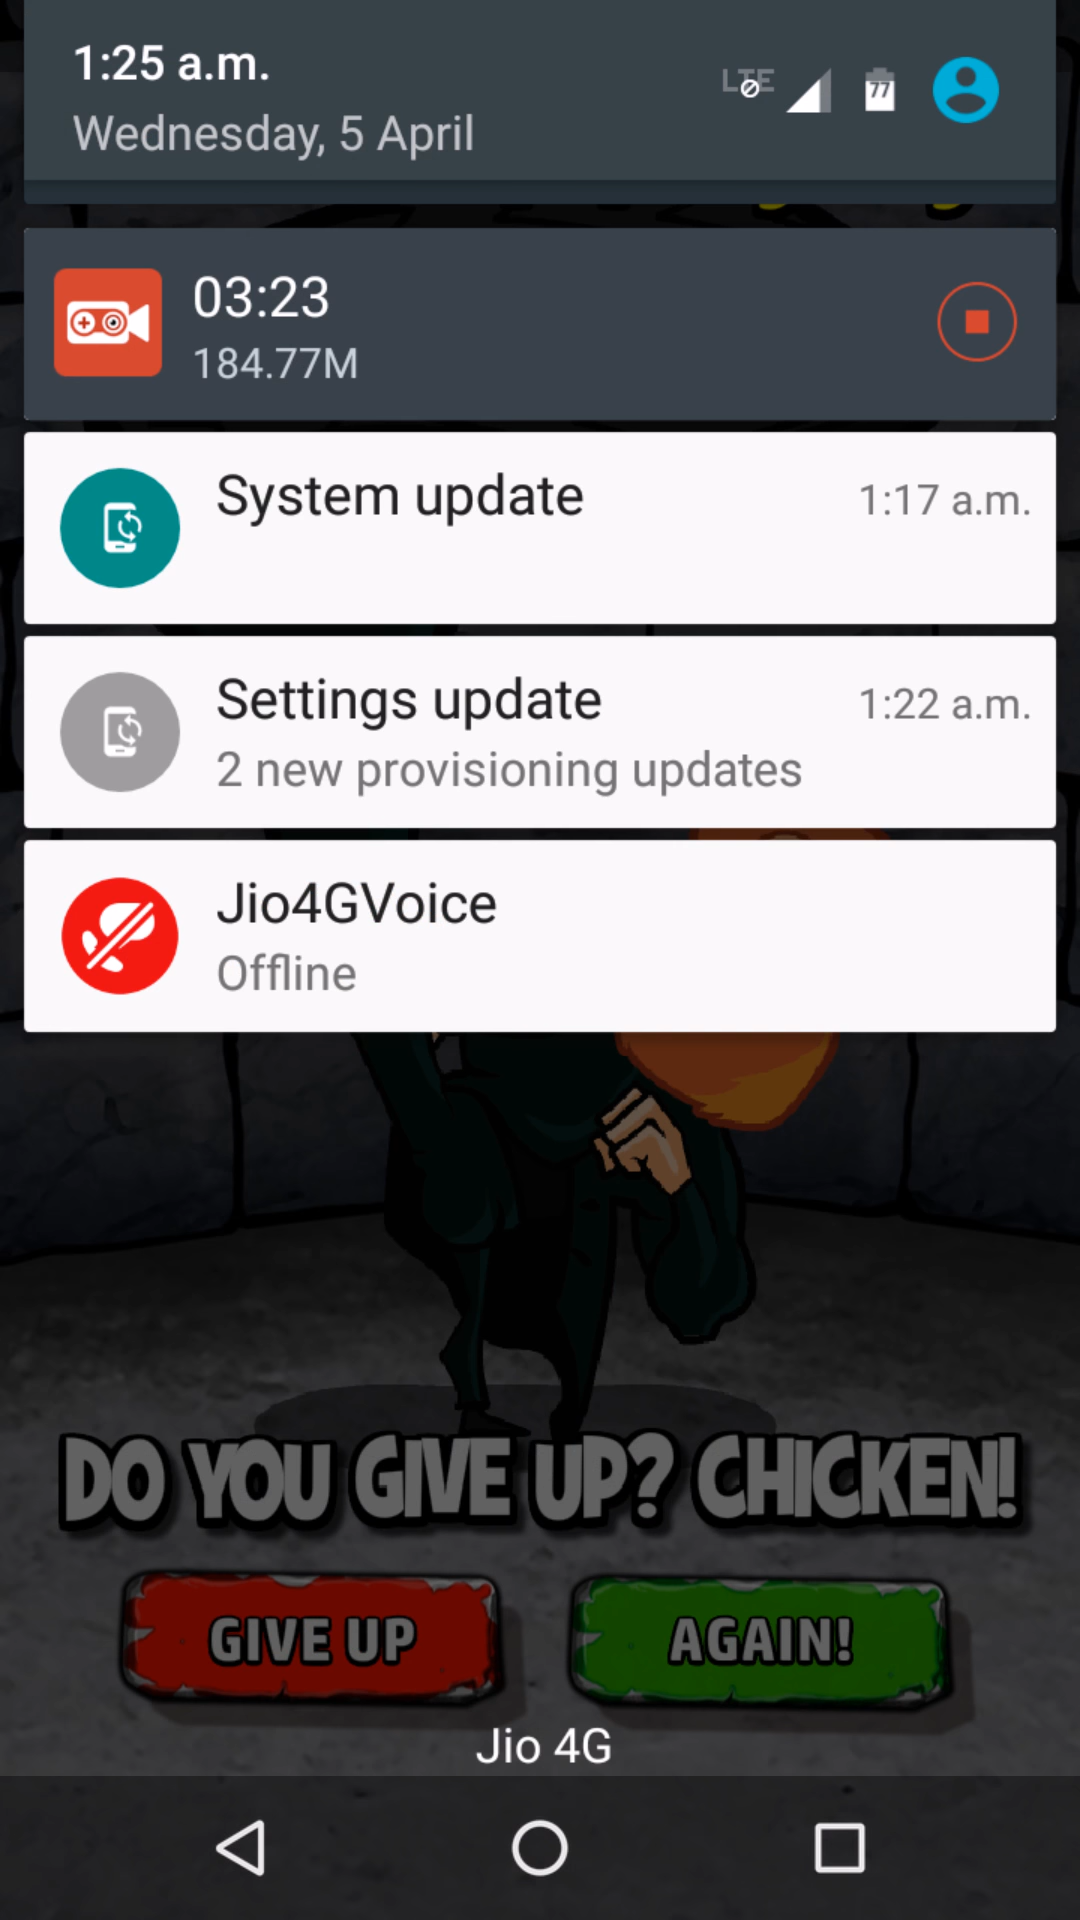 1:25 a.m.
LTE
77
Wednesday, 5 April
03:23
184.77M
System update
1:17 a.m.
Settings update
1:22 a.m.
2 new provisioning updates
Jio4GVoice
Offline
DO YOU GIVE UP? CHICKEN!
GIVE UP
AGAIN!
Jio 4G